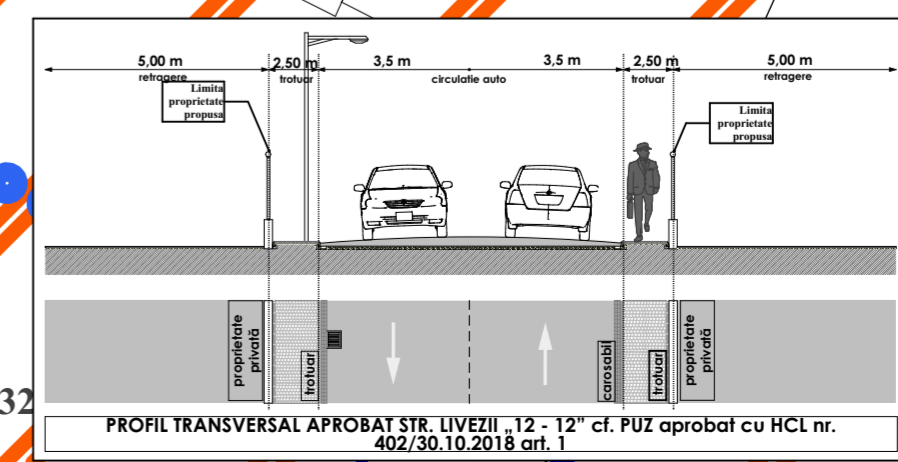 5,00 m 2,50 m 3,5 m 3,5 m 2,50 m 5,00 m
retragere trotuar circulatie auto trotuar retragere
Limita
proprietate
propusa
Limita
proprietate
propusa
proprietate
privată
trotuar
carosabil
trotuar
proprietate
privată
32
PROFIL TRANSVERSAL APROBAT STR. LIVEZII „12 - 12” cf. PUZ aprobat cu HCL nr.
402/30.10.2018 art. 1